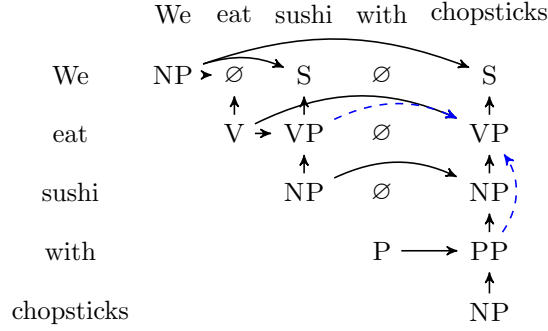 We eat sushi with chopsticks
We NP ∅ S ∅ S
eat V VP ∅ VP
sushi NP ∅ NP
with P PP
chopsticks NP